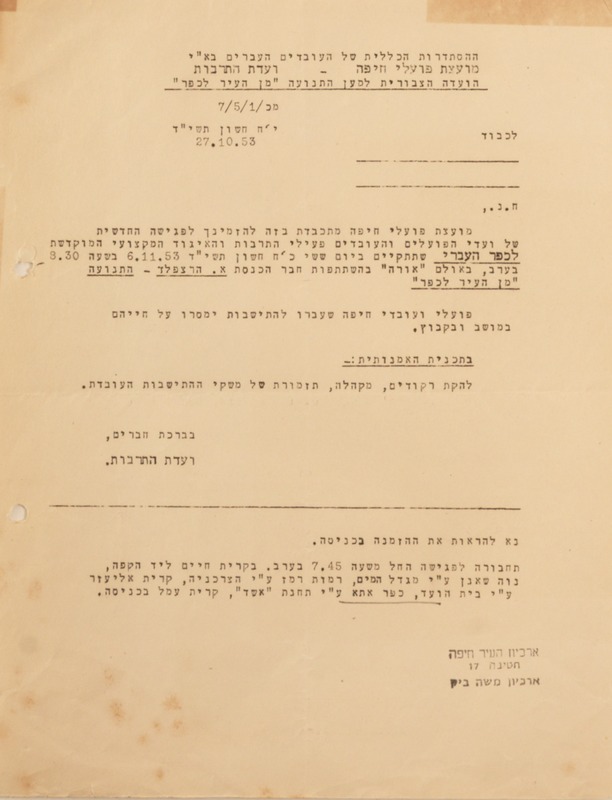 ההסתדרות הכללית של העובדים העברים בא"י
מועצת פועלי חיפה - ועדת התרבות
הועדה הצבורית למען התנועה "מן העיר לכפר"
מכ/7/5/1
י"ח חשון תשי"ד
27.10.53
לכבוד
ח.נ.,
מועצת פועלי חיפה מתכבדת בזה להזמינך לפגישה החדשית
של ועדי הפועלים והעובדים פעילי התרבות והאיגוד המקצועי המוקדשת
לכפר העברי שתתקיים ביום ששי כ"ח חשון תשי"ד 6.11.53 בשעה 8.30
בערב, באולם "אורה" בהשתתפות חבר הכנסת א. הרצפלד - התנועה
"מן העיר לכפר"
פועלי ועובדי חיפה שעברו להתישבות ימסרו על חייהם
במושב ובקבוץ.
בתכנית האמנותית:-
להקת רקודים, מקהלה, תזמורת של משקי ההתישבות העובדת.
בברכת חברים,
ועדת התרבות.
נא להראות את ההזמנה בכניסה.
תחבורה לפגישה החל משעה 7.45 בערב. בקרית חיים ליד הקפה,
נוה שאנן ע"י מגדל המים, רמות רמז ע"י הצרכניה, קרית אליעזר
ע"י בית הועד, כפר אתא ע"י תחנת "אשד", קרית עמל בכניסה.
ארכיון העיר חיפה
חטיבה 17
ארכיון משה ביק